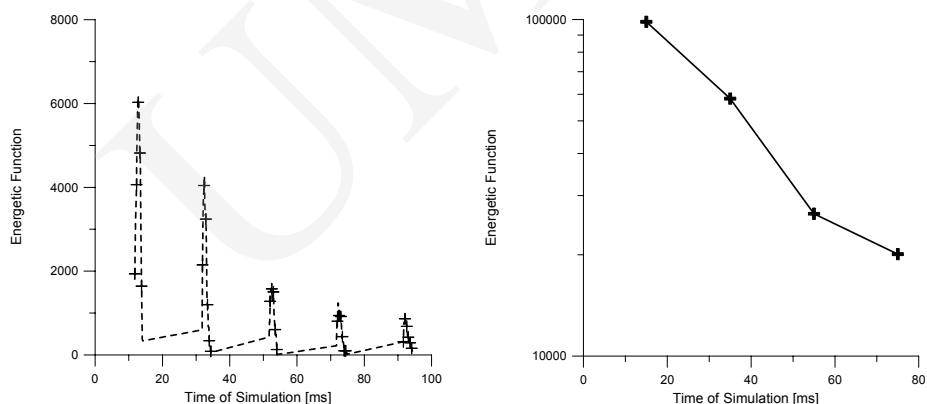 8000
6000
4000
2000
0
Energetic Function
0 20 40 60 80 100
Time of Simulation [ms]
100000
10000
Energetic Function
0 20 40 60 80
Time of Simulation [ms]
UM